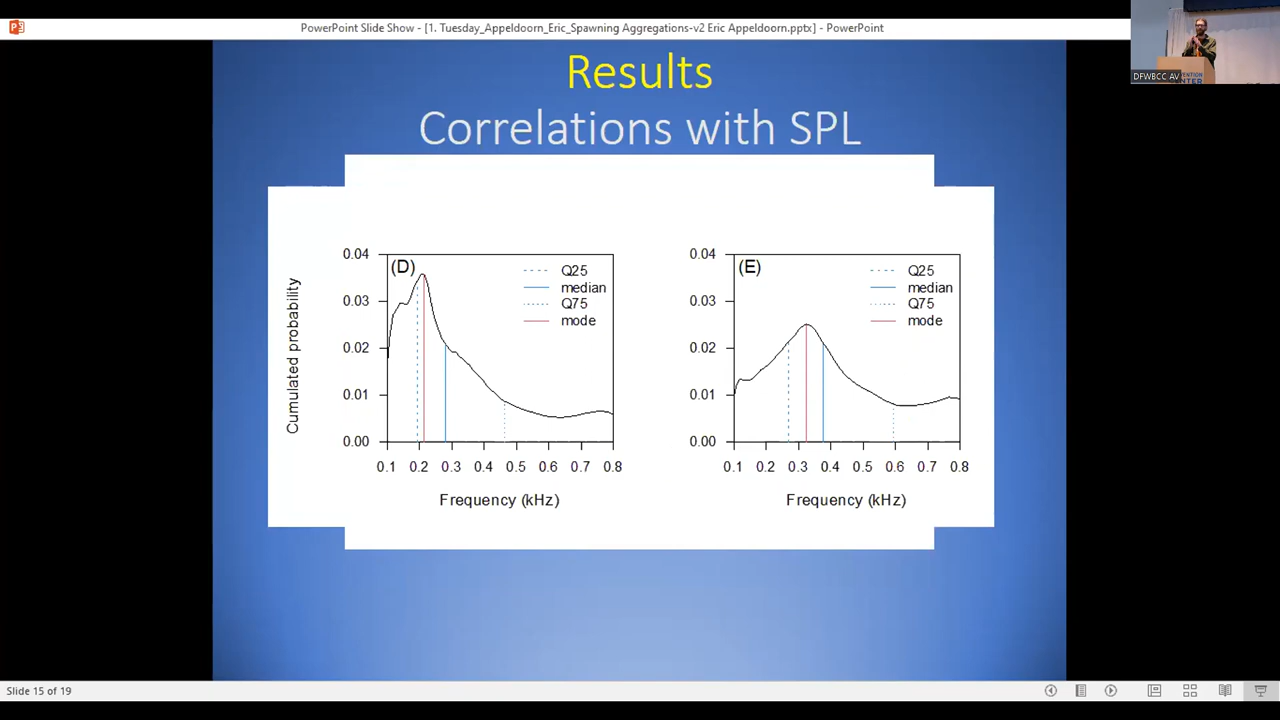 PowerPoint Slide Show - [1. Tuesday_Appeldoorn_Eric_Spawning Aggregations-v2 Eric Appeldoorn.pptx] - PowerPoint
DFWBCC AV
Results
Correlations with SPL
Cumulated probability
0.04
0.03
0.02
0.01
0.00
(D)
Q25
median
Q75
mode
0.1 0.2 0.3 0.4 0.5 0.6 0.7 0.8
Frequency (kHz)
0.04
0.03
0.02
0.01
0.00
(E)
Q25
median
Q75
mode
0.1 0.2 0.3 0.4 0.5 0.6 0.7 0.8
Frequency (kHz)
Slide 15 of 19